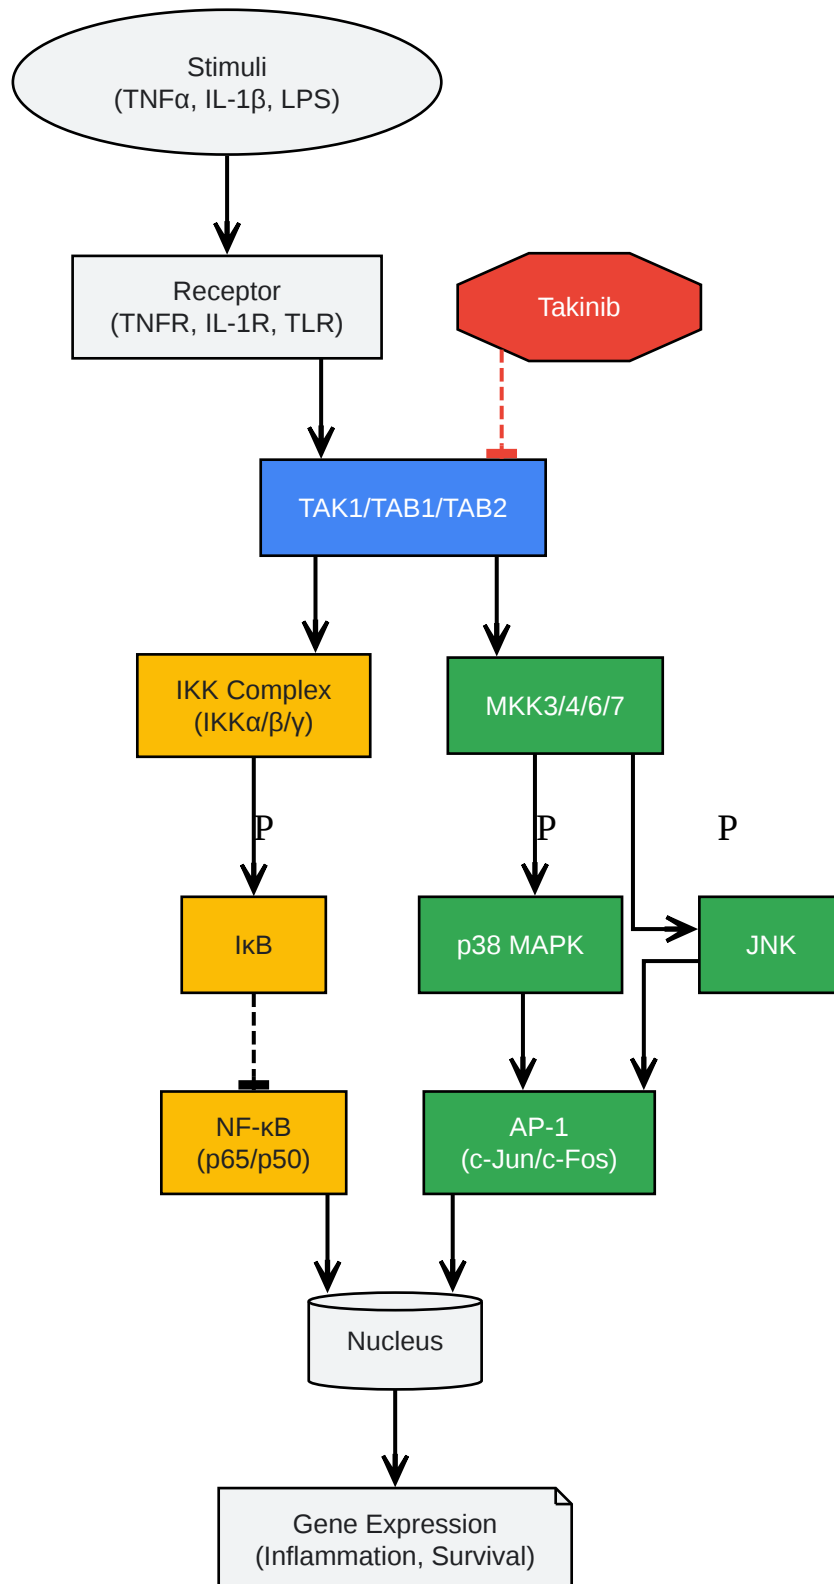 Stimuli
(TNFα, IL-1β, LPS)
Receptor
(TNFR, IL-1R, TLR)
Takinib
TAK1/TAB1/TAB2
IKK Complex
(IKKα/β/γ)
MKK3/4/6/7
P
P
P
IκB
p38 MAPK
JNK
NF-κB
(p65/p50)
AP-1
(c-Jun/c-Fos)
Nucleus
Gene Expression
(Inflammation, Survival)